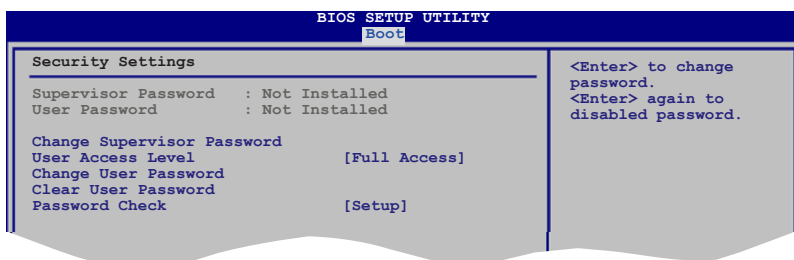 BIOS SETUP UTILITY
Boot
Security Settings
Supervisor Password : Not Installed
User Password : Not Installed
Change Supervisor Password
User Access Level [Full Access]
Change User Password
Clear User Password
Password Check [Setup]
<Enter> to change
password.
<Enter> again to
disabled password.